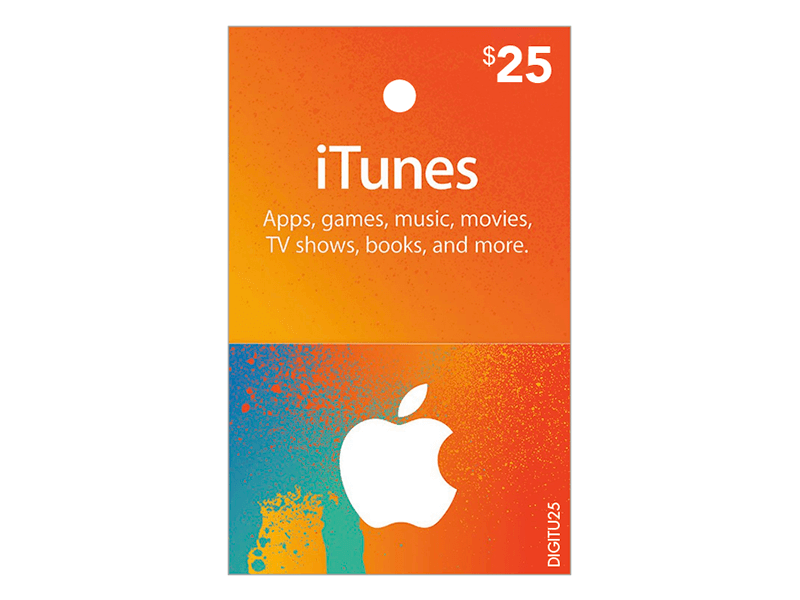 $25
iTunes
Apps, games, music, movies,
TV shows, books, and more.
DIGITU25